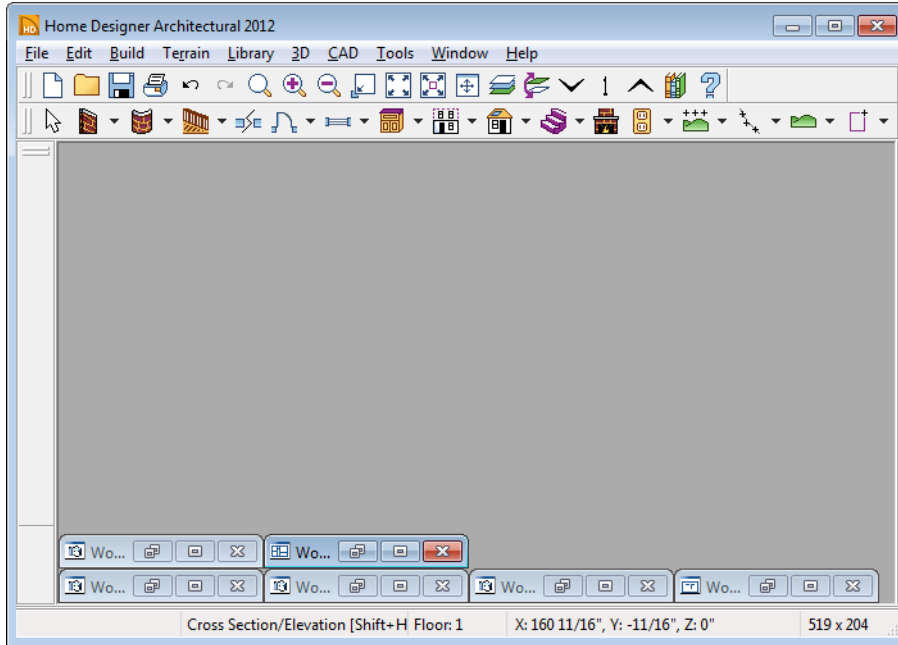 Home Designer Architectural 2012
File Edit Build Terrain Library 3D CAD Tools Window Help
1
Wo... Wo...
Wo... Wo... Wo... Wo...
Cross Section/Elevation [Shift+H Floor: 1 X: 160 11/16", Y: -11/16", Z: 0" 519 x 204